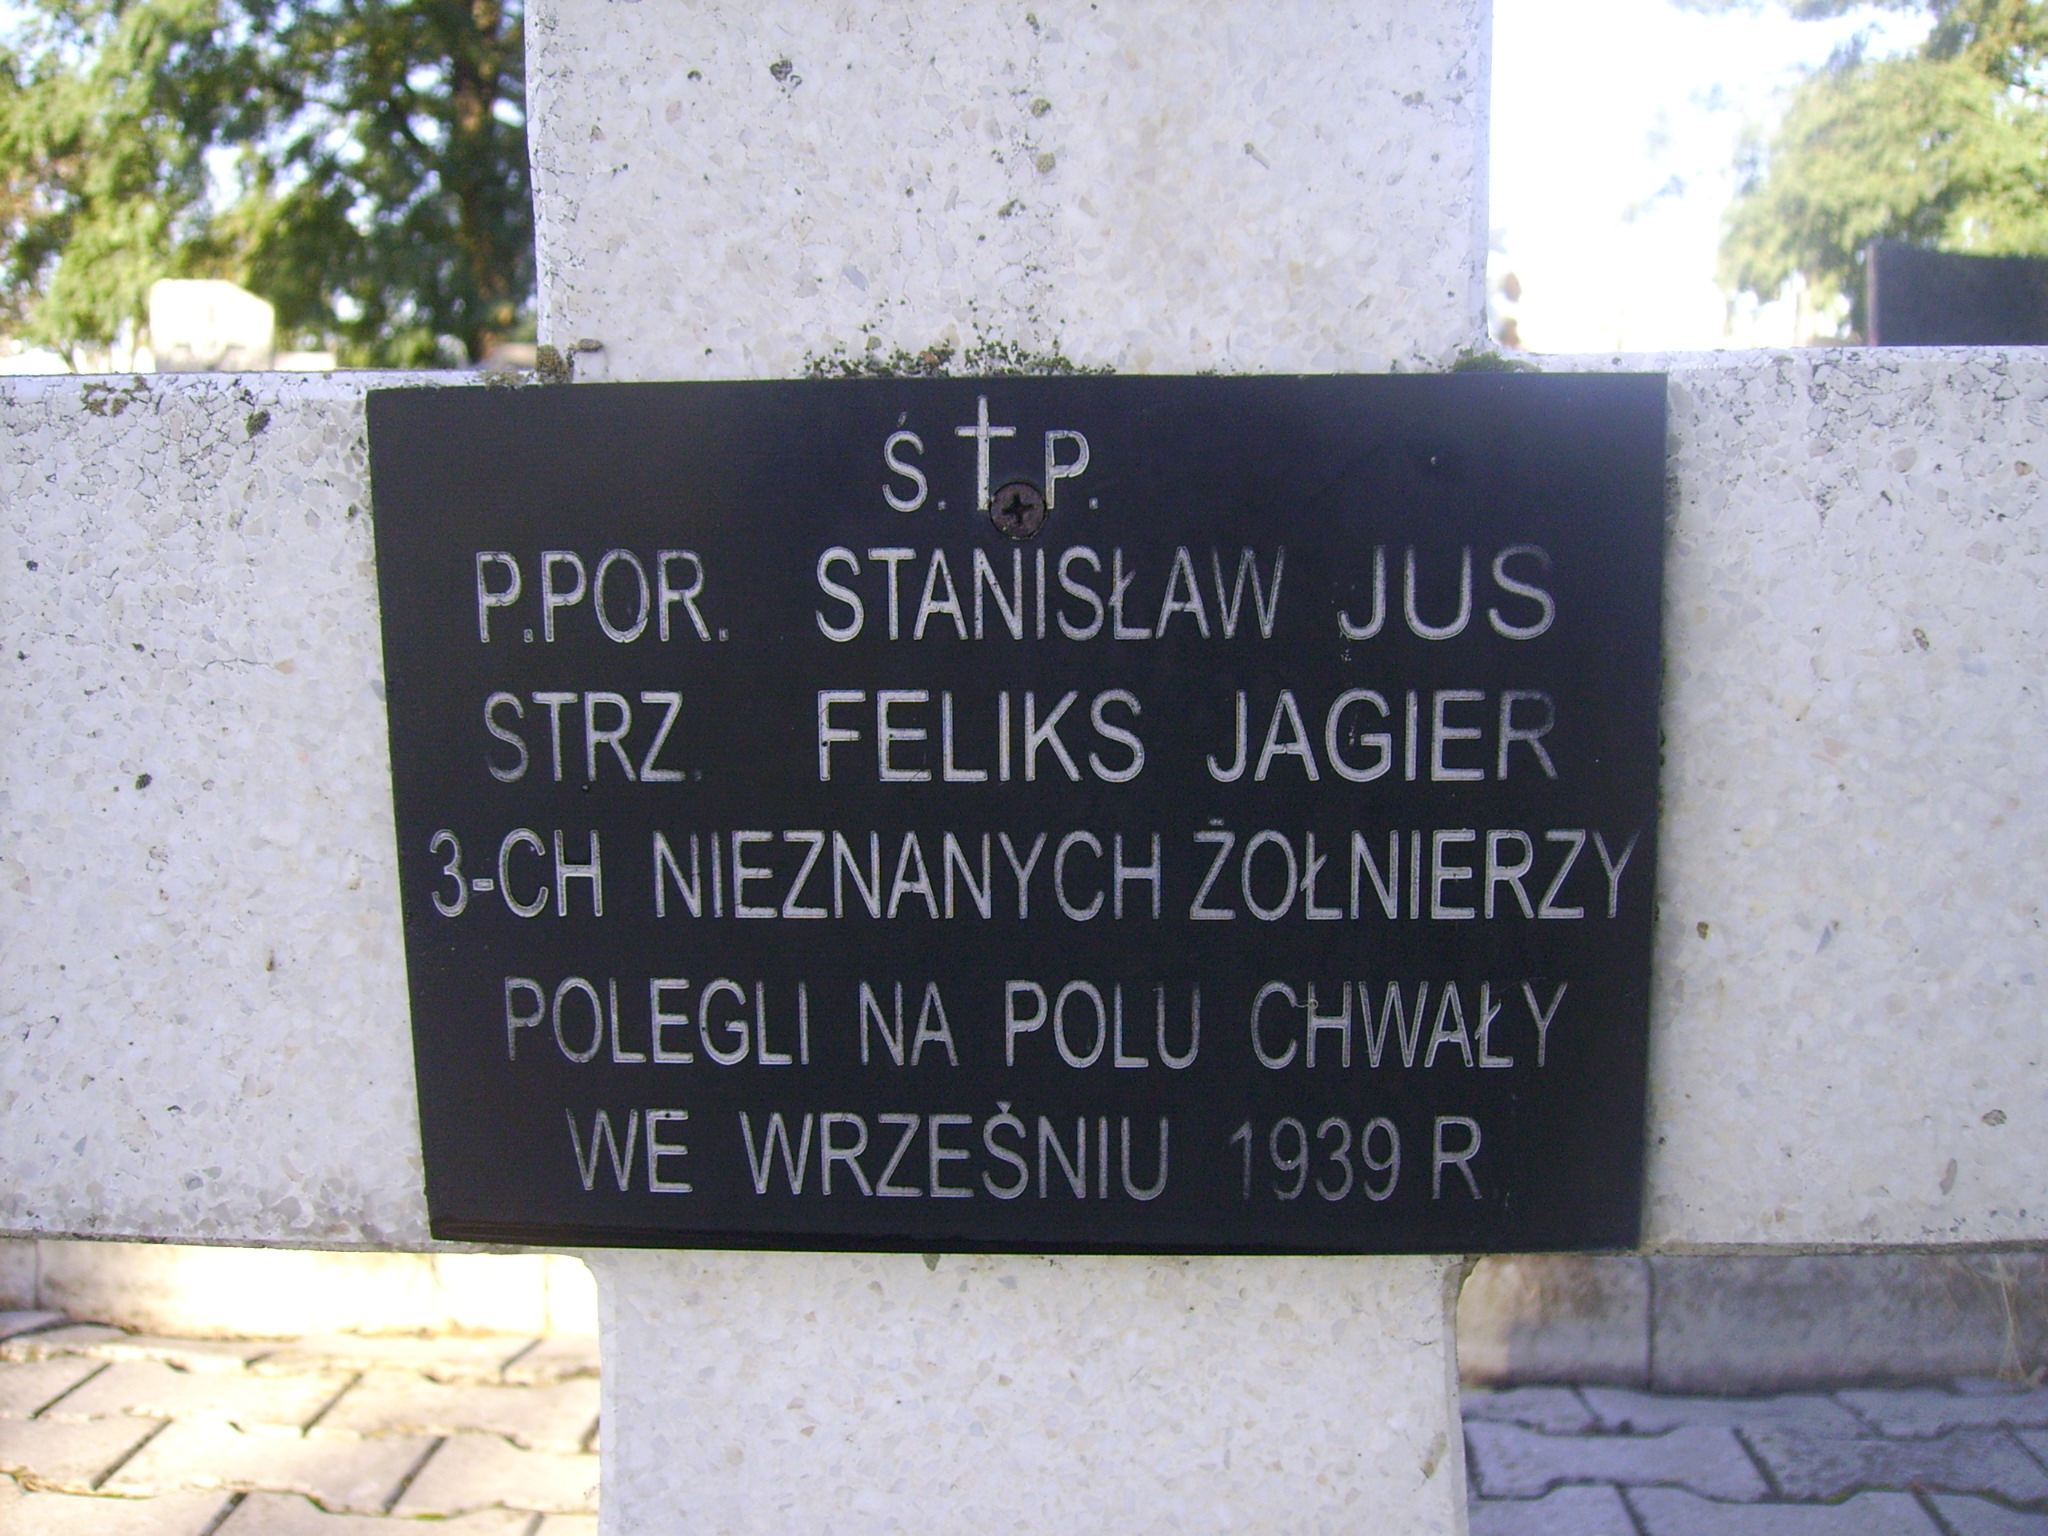 Ś.†P.
P.POR. STANISŁAW JUS
STRZ. FELIKS JAGIER
3-CH NIEZNANYCH ŻOŁNIERZY
POLEGLI NA POLU CHWAŁY
WE WRZEŚNIU 1939 R.